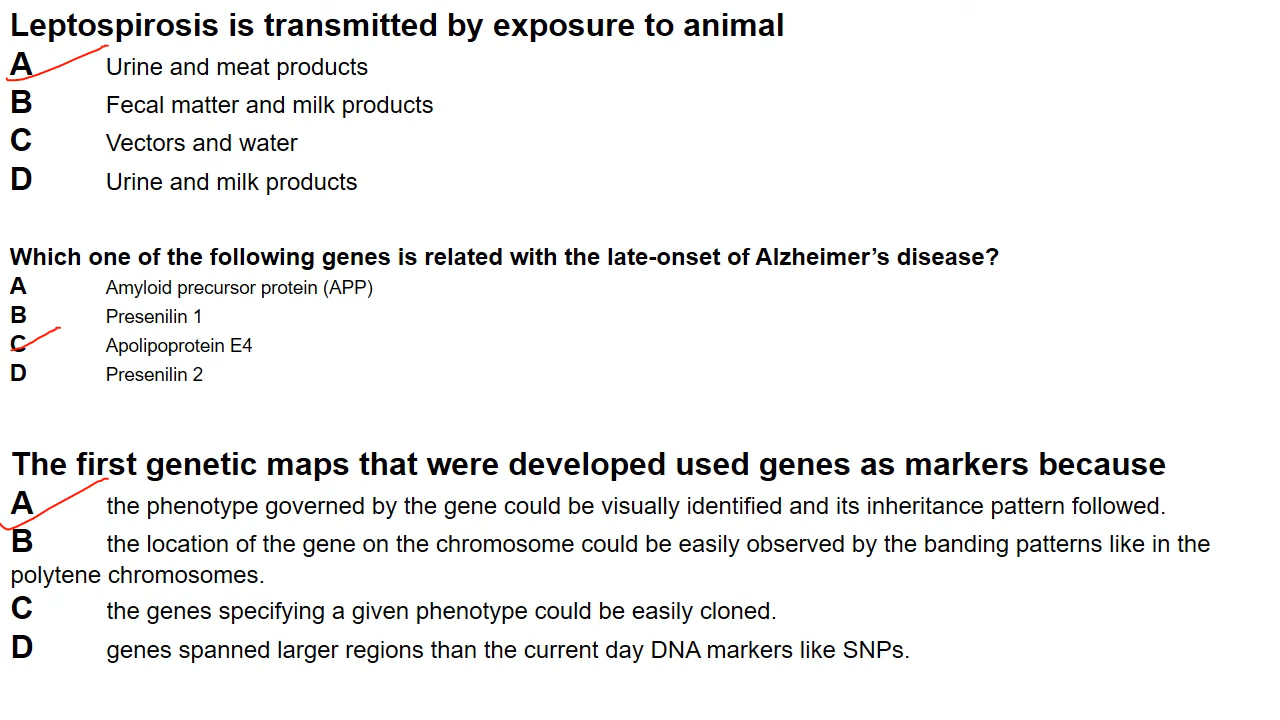 Leptospirosis is transmitted by exposure to animal
A Urine and meat products
B Fecal matter and milk products
C Vectors and water
D Urine and milk products
Which one of the following genes is related with the late-onset of Alzheimer’s disease?
A Amyloid precursor protein (APP)
B Presenilin 1
C Apolipoprotein E4
D Presenilin 2
The first genetic maps that were developed used genes as markers because
A the phenotype governed by the gene could be visually identified and its inheritance pattern followed.
B the location of the gene on the chromosome could be easily observed by the banding patterns like in the
polytene chromosomes.
C the genes specifying a given phenotype could be easily cloned.
D genes spanned larger regions than the current day DNA markers like SNPs.